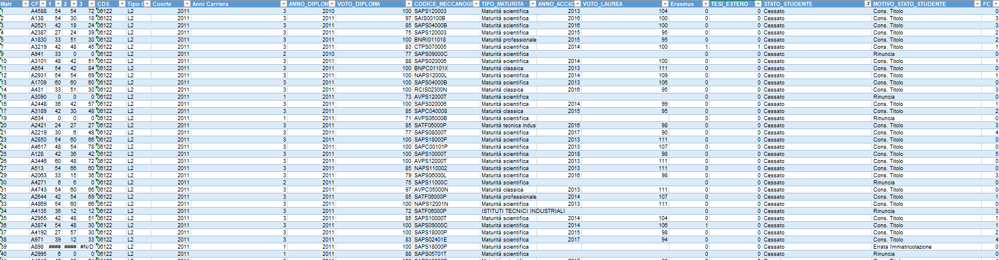 Matr CF 1 2 3 CDS Tipo C Coorte Anni Carriera ANNO_DIPLOM VOTO_DIPLOMA CODICE_MECCANOGR TIPO_MATURITA ANNO_ACCAD VOTO_LAUREA Erasmus TESI_ESTERO STATO_STUDENTE MOTIVO_STATO_STUDENTE FC
1 A4588 54 54 72 06122 L2 2011 3 2010 100 SAPS120003 Maturità scientifica 2013 104 0 0 Cessato Cons. Titolo 0
2 A138 54 30 18 06122 L2 2011 3 2011 97 SAIS00100B Maturità scientifica 2016 100 0 0 Cessato Cons. Titolo 3
3 A2521 42 18 24 06122 L2 2011 3 2011 85 SAPS04000B Maturità scientifica 2016 100 0 0 Cessato Cons. Titolo 2
4 A2387 27 24 39 06122 L2 2011 3 2011 75 SAPS120003 Maturità scientifica 2015 95 0 0 Cessato Cons. Titolo 2
5 A1830 33 51 30 06122 L2 2011 3 2011 100 BNRI011018 Maturità professionale 2015 95 0 0 Cessato Cons. Titolo 2
7 A3219 42 48 45 06122 L2 2011 3 2011 83 CTPS070005 Maturità scientifica 2014 100 1 1 Cessato Cons. Titolo 1
9 A941 33 0 0 06122 L2 2011 2 2010 77 SAPS09000C Maturità scientifica 0 0 Cessato Rinuncia 0
10 A3101 48 42 51 06122 L2 2011 3 2011 88 SAPS020006 Maturità scientifica 2014 100 0 0 Cessato Cons. Titolo 1
11 A654 54 42 84 06122 L2 2011 3 2011 100 BNPC01101X Maturità classica 2013 111 0 0 Cessato Cons. Titolo 0
12 A2931 54 54 69 06122 L2 2011 3 2011 100 NAPS12000L Maturità scientifica 2014 109 0 0 Cessato Cons. Titolo 1
13 A1709 60 60 60 06122 L2 2011 3 2011 100 SAPS04000B Maturità scientifica 2013 106 0 0 Cessato Cons. Titolo 0
14 A431 33 51 30 06122 L2 2011 3 2011 100 RCIS02300N Maturità classica 2016 95 0 0 Cessato Cons. Titolo 3
15 A3090 0 0 0 06122 L2 2011 1 2011 73 AVPS12000T Maturità scientifica 0 0 Cessato Rinuncia 0
16 A2448 36 42 57 06122 L2 2011 3 2011 100 SAPS020006 Maturità scientifica 2014 99 0 0 Cessato Cons. Titolo 1
17 A3189 42 30 48 06122 L2 2011 3 2011 85 SAPC040008 Maturità classica 2015 95 0 0 Cessato Cons. Titolo 2
19 A634 0 0 0 06122 L2 2011 1 2011 71 AVPS06000B Maturità scientifica 0 0 Cessato Rinuncia 0
20 A2421 24 27 27 06122 L2 2011 3 2011 85 SATF06000P Maturità tecnica indus 2016 98 0 0 Cessato Cons. Titolo 3
21 A2219 30 6 48 06122 L2 2011 3 2011 77 SAPS08000T Maturità scientifica 2017 90 0 0 Cessato Cons. Titolo 4
23 A2850 54 60 66 06122 L2 2011 3 2011 100 SAPS18000P Maturità scientifica 2013 111 0 0 Cessato Cons. Titolo 0
24 A4617 48 54 78 06122 L2 2011 3 2011 100 SAPC00101P Maturità scientifica 2013 107 0 0 Cessato Cons. Titolo 0
25 A128 42 36 42 06122 L2 2011 3 2011 100 SAPS10000T Maturità scientifica 2018 98 0 0 Cessato Cons. Titolo 5
26 A3446 60 48 72 06122 L2 2011 3 2011 100 AVPS12000T Maturità scientifica 2013 111 0 0 Cessato Cons. Titolo 0
27 A513 54 66 60 06122 L2 2011 3 2011 85 NAPS110002 Maturità scientifica 2013 111 0 0 Cessato Cons. Titolo 0
29 A2063 33 15 36 06122 L2 2011 3 2011 79 SAPS06000L Maturità scientifica 2016 98 0 0 Cessato Cons. Titolo 3
30 A4271 6 6 0 06122 L2 2011 2 2011 75 SAPS11000C Maturità scientifica 0 0 Cessato Rinuncia 0
31 A4743 54 60 66 06122 L2 2011 3 2011 97 AVPC05000N Maturità classica 2013 111 0 0 Cessato Cons. Titolo 0
32 A2644 42 54 69 06122 L2 2011 3 2011 85 SATF06000P Maturità professionale 2014 107 0 0 Cessato Cons. Titolo 1
33 A4869 54 60 66 06122 L2 2011 3 2011 100 NAPS12001N Maturità scientifica 2013 111 0 0 Cessato Cons. Titolo 0
34 A4135 36 12 12 06122 L2 2011 3 2011 72 SATF06000P ISTITUTI TECNICI INDUSTRIALI 0 0 Cessato Rinuncia 3
35 A2955 42 48 51 06122 L2 2011 3 2011 85 SAPS10000T Maturità scientifica 2014 104 0 0 Cessato Cons. Titolo 1
36 A3874 54 48 30 06122 L2 2011 3 2011 100 SAPS09000C Maturità scientifica 2014 106 1 0 Cessato Cons. Titolo 1
37 A4192 27 57 30 06122 L2 2011 3 2011 100 SAPS18000P Maturità scientifica 2015 98 0 0 Cessato Cons. Titolo 2
38 A971 39 12 33 06122 L2 2011 3 2011 83 SAPS02401E Maturità scientifica 2017 94 0 0 Cessato Cons. Titolo 4
39 A898 #### #### #N/D 06122 L2 2011 1 2011 100 SAPS18000P Maturità scientifica 0 0 Cessato Errata Immatricolazione 0
40 A2995 6 0 0 06122 L2 2011 1 2011 88 SAPS05701T Maturità scientifica 0 0 Cessato Rinuncia 0